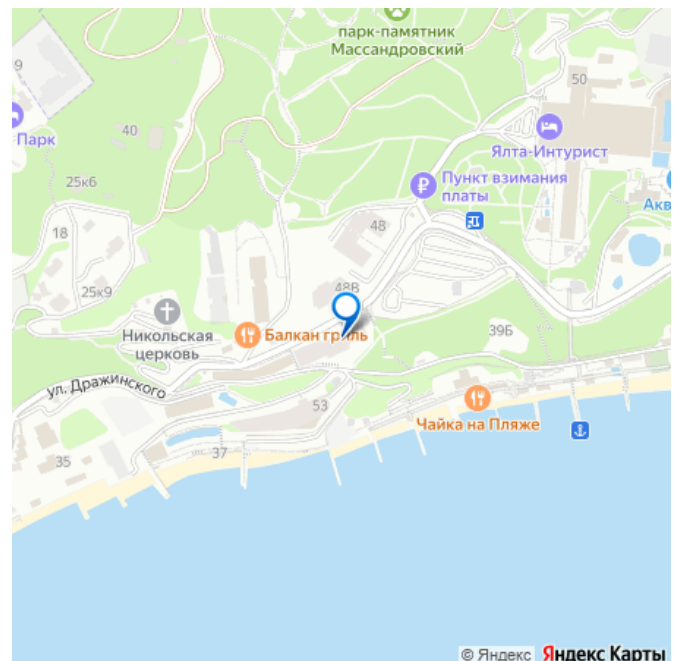 парк-памятник
Массандровский
9
50
Парк
40
Ялта-Интурист
25к6
Пункт взимания
платы
Акв
18
48
25к9
48В
Никольская
церковь
Балкан гриль
39Б
ул. Дражинского
53
Чайка на Пляже
35
37
© Яндекс Яндекс Карты